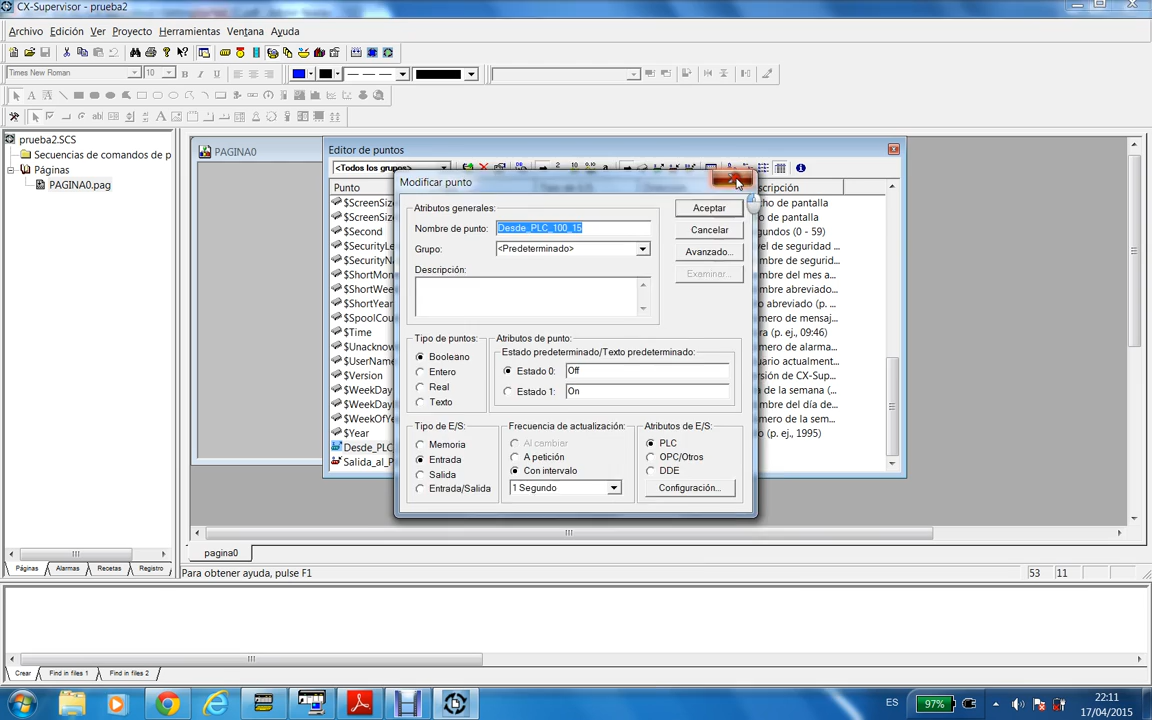 CX-Supervisor - prueba2
Archivo Edición Ver Proyecto Herramientas Ventana Ayuda
Times New Roman 10
prueba2.SCS
Secuencias de comandos de p
Páginas
PAGINA0.pag
PAGINA0
Editor de puntos
<Todos los grupos>
Punto
$ScreenSize
$Second
$SecurityLe
$SecurityNa
$ShortMon
$ShortWee
$ShortYear
$SpoolCou
$Time
$Unacknow
$UserName
$Version
$WeekDay
$WeekDay
$WeekOfY
$Year
Desde_PLC_
Salida_al_P
scripción
cho de pantalla
o de pantalla
gundos (0 - 59)
vel de seguridad
mbre de segurid...
mbre del mes a...
mbre abreviado...
o abreviado (p. ...
mero de mensaj...
ra (p. ej., 09:46)
mero de alarma...
uario actualment...
rsión de CX-Sup...
a de la semana (...
mbre del día de...
mero de la sem...
o (p. ej., 1995)
Modificar punto
Atributos generales:
Nombre de punto: Desde_PLC_100_15
Grupo: <Predeterminado>
Descripción:
Aceptar
Cancelar
Avanzado...
Examinar...
Tipo de puntos:
Booleano
Entero
Real
Texto
Atributos de punto:
Estado predeterminado/Texto predeterminado:
Estado 0: Off
Estado 1: On
Tipo de E/S:
Memoria
Entrada
Salida
Entrada/Salida
Frecuencia de actualización:
Al cambiar
A petición
Con intervalo
1 Segundo
Atributos de E/S:
PLC
OPC/Otros
DDE
Configuración...
pagina0
Páginas Alarmas Recetas Registro
Para obtener ayuda, pulse F1
53 11
Crear Find in files 1 Find in files 2
ES
97%
22:11
17/04/2015